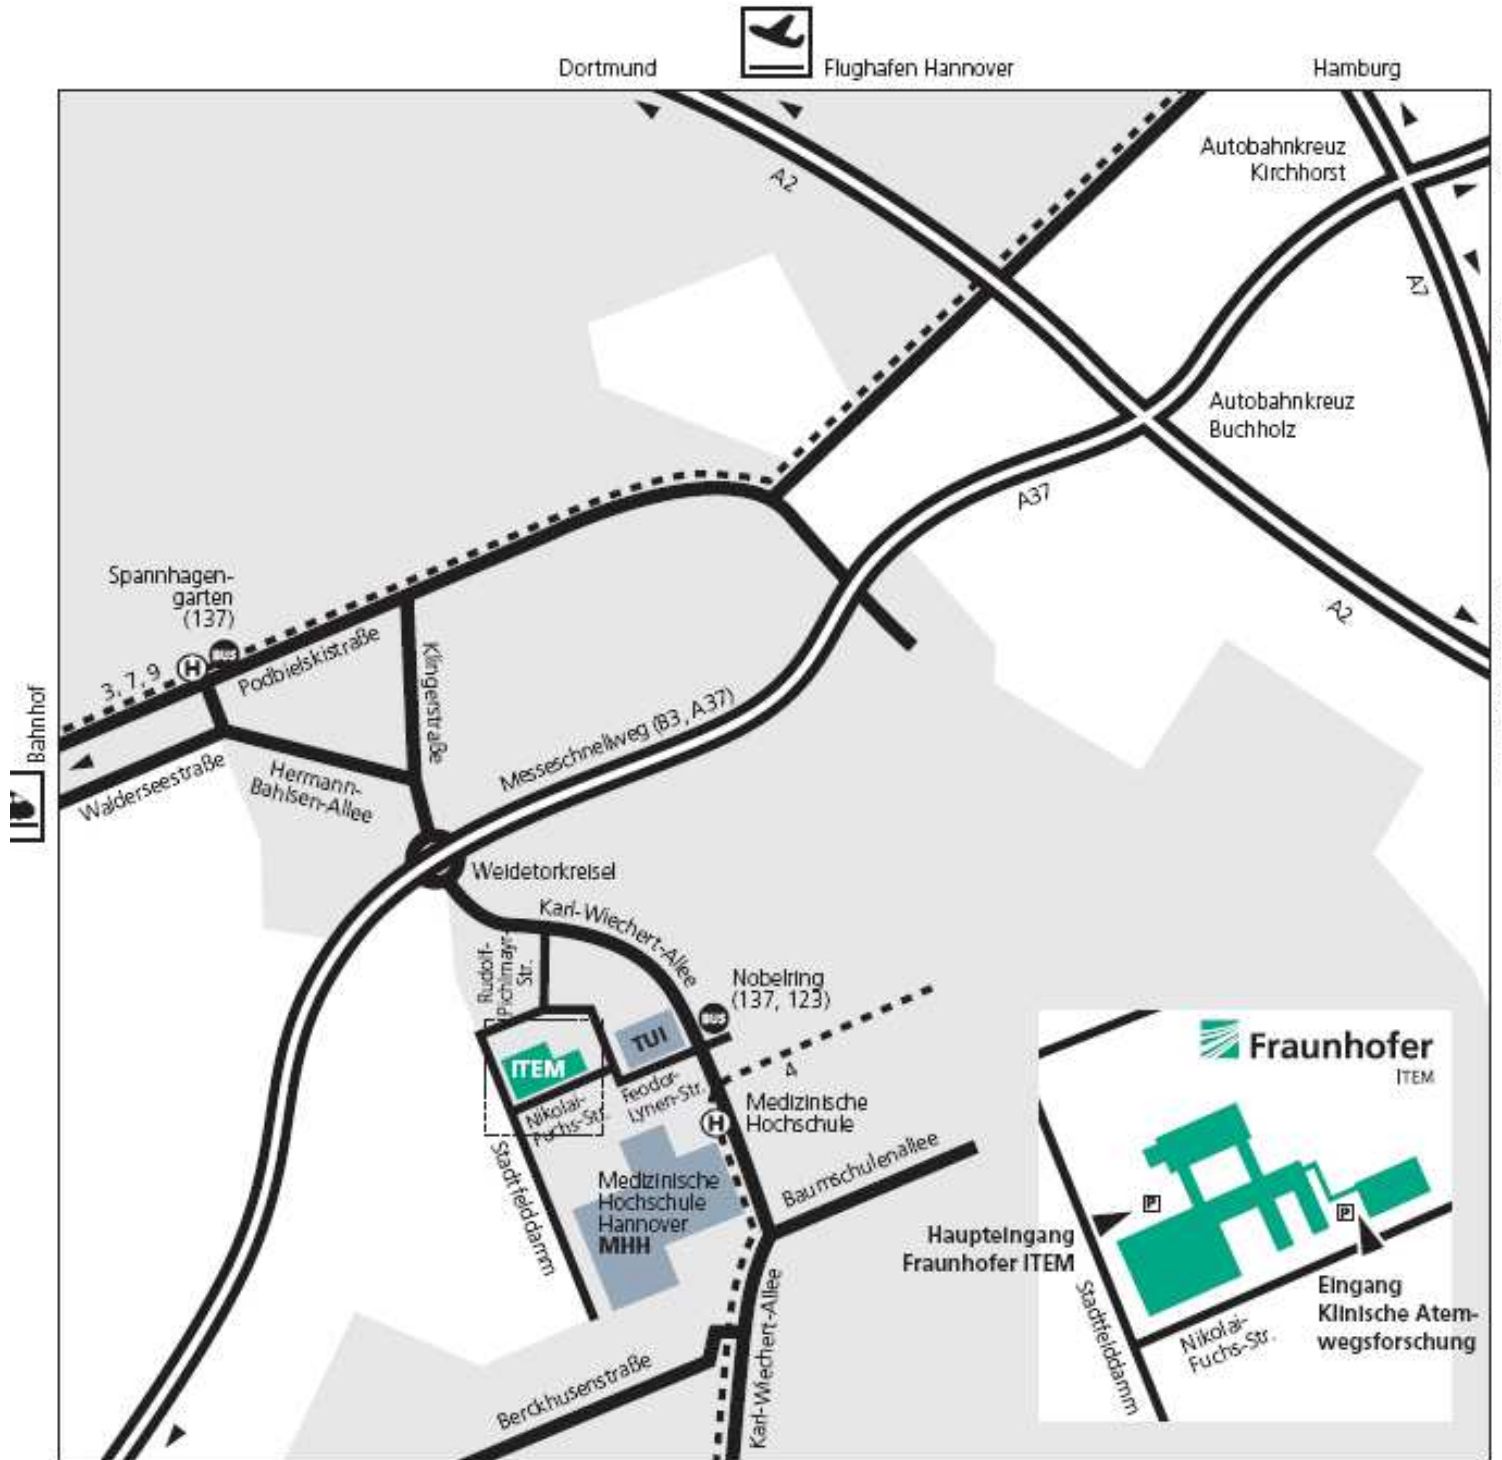 Dortmund
Flughafen Hannover
Hamburg
Autobahnkreuz
Kirchhorst
A2
A7
Autobahnkreuz
Buchholz
A37
A2
Spannhagen-
garten
(137)
BUS
H
3, 7, 9
Podbielskistraße
Klingerstraße
Bahnhof
Walderseestraße
Hermann-
Bahlsen-Allee
Messeschnellweg (B3, A37)
Weidetorkreisel
Karl-Wiechert-Allee
Rudolf-
Pichlmayr-
Str.
Nobelring
(137, 123)
BUS
TUI
ITEM
4
Feodor-
Lynen-Str.
Nikolai-
Fuchs-Str.
H
Medizinische
Hochschule
Stadtfelddamm
Medizinische
Hochschule
Hannover
MHH
Baumschulenallee
Karl-Wiechert-Allee
Berckhusenstraße
Fraunhofer
ITEM
P
P
Haupteingang
Fraunhofer ITEM
Eingang
Klinische Atem-
wegsforschung
Stadtfelddamm
Nikolai-
Fuchs-Str.